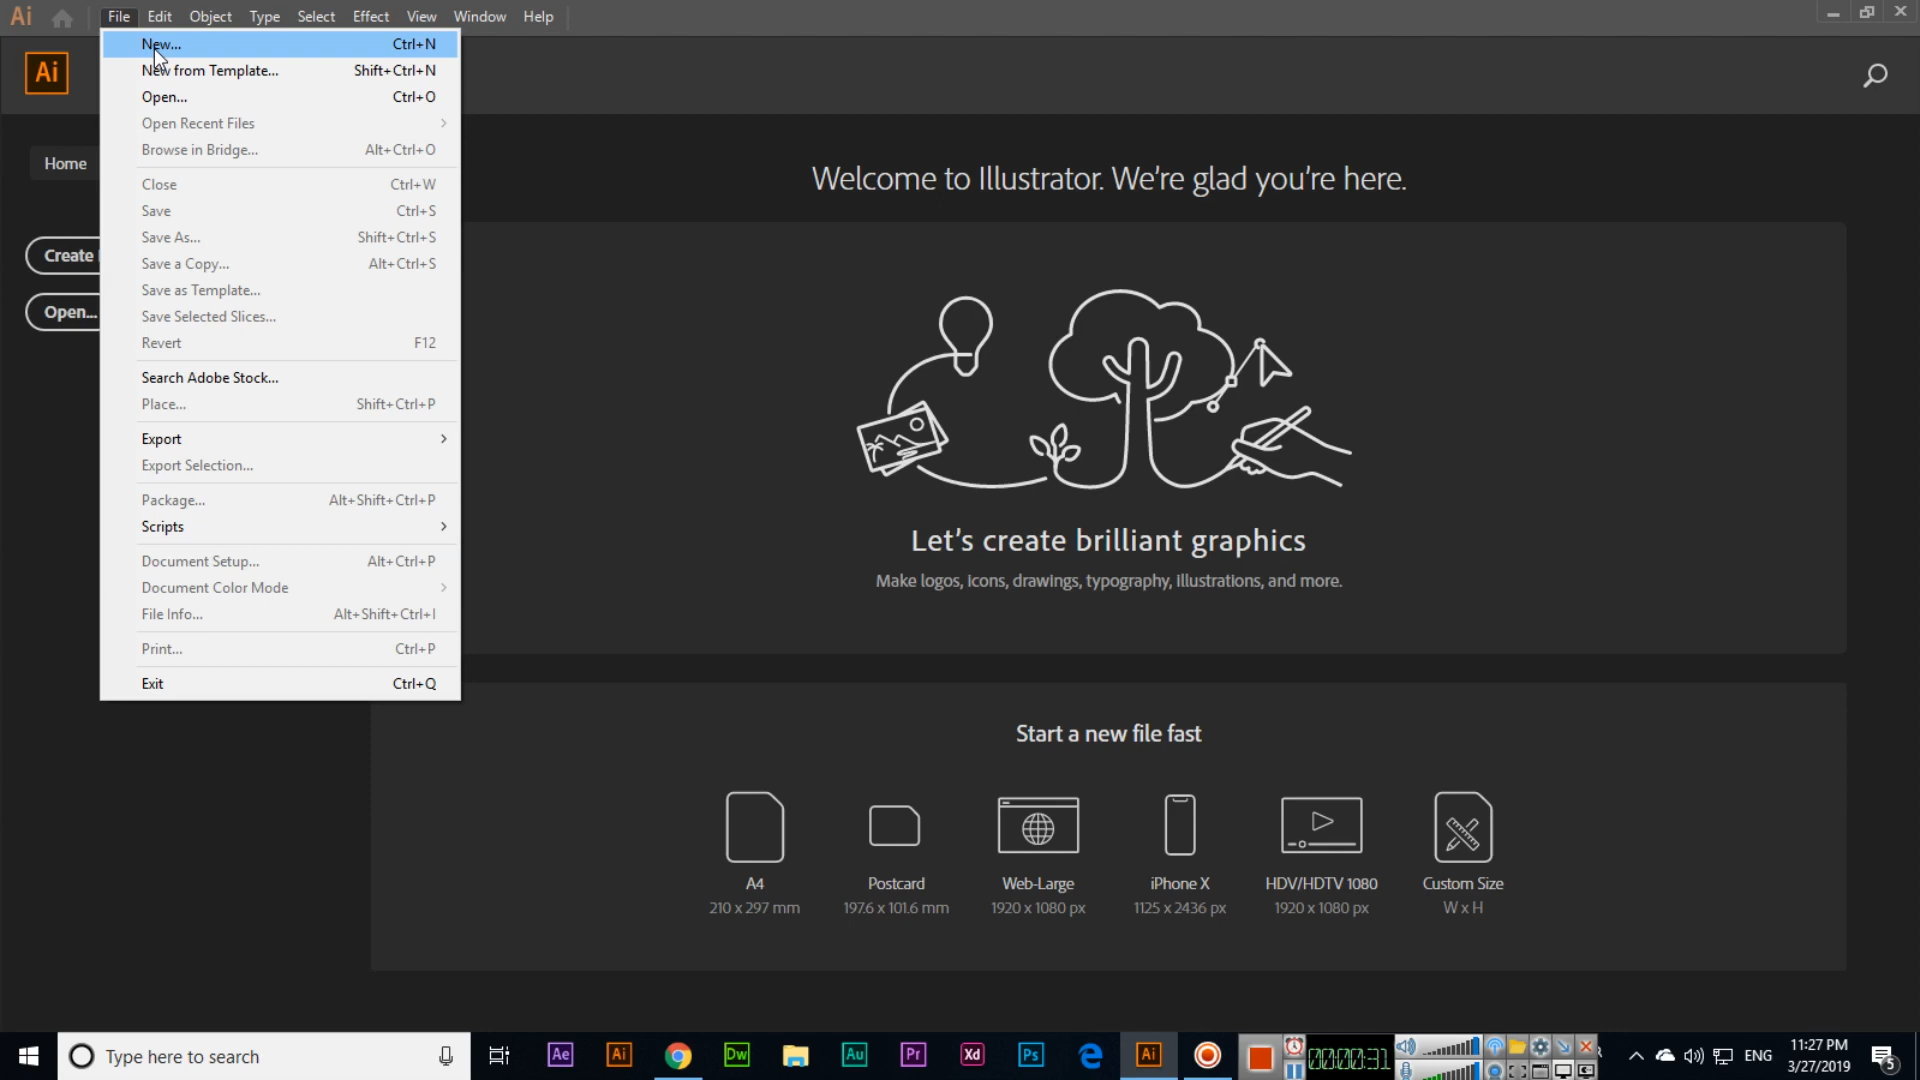 Ai File Edit Object Type Select Effect View Window Help
New... Ctrl+N
New from Template... Shift+Ctrl+N
Open... Ctrl+O
Open Recent Files
Browse in Bridge... Alt+Ctrl+O
Close Ctrl+W
Save Ctrl+S
Save As... Shift+Ctrl+S
Save a Copy... Alt+Ctrl+S
Save as Template...
Save Selected Slices...
Revert F12
Search Adobe Stock...
Place... Shift+Ctrl+P
Export
Export Selection...
Package... Alt+Shift+Ctrl+P
Scripts
Document Setup... Alt+Ctrl+P
Document Color Mode
File Info... Alt+Shift+Ctrl+I
Print... Ctrl+P
Exit Ctrl+Q
Ai
Home
Create
Open...
Welcome to Illustrator. We're glad you're here.
Let's create brilliant graphics
Make logos, icons, drawings, typography, illustrations, and more.
Start a new file fast
A4 Postcard Web-Large iPhone X HDV/HDTV 1080 Custom Size
210 x 297 mm 197.6 x 101.6 mm 1920 x 1080 px 1125 x 2436 px 1920 x 1080 px W x H
Type here to search Ae Ai Dw Au Pr Xd Ps Ai 00:00:31 ENG 11:27 PM
3/27/2019 5